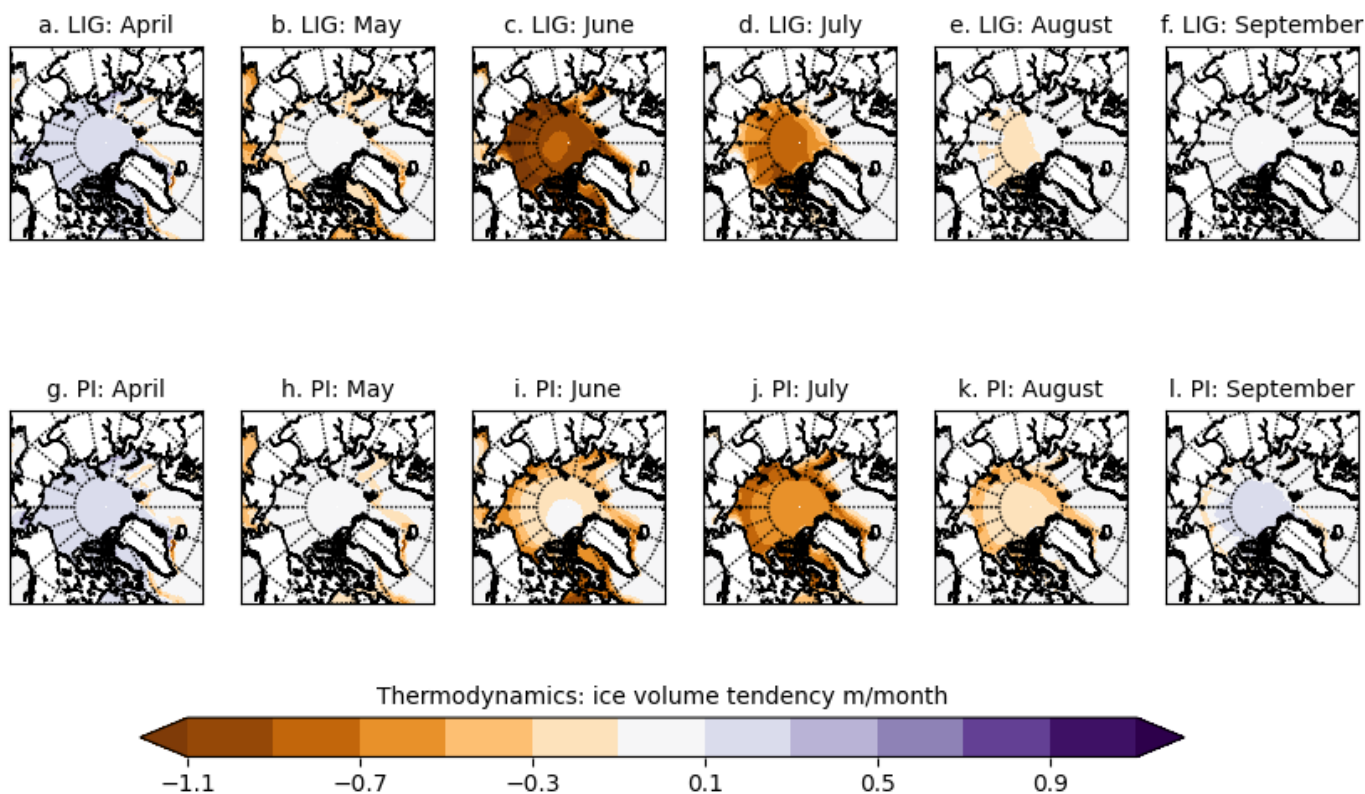 a. LIG: April b. LIG: May c. LIG: June d. LIG: July e. LIG: August f. LIG: September
g. PI: April h. PI: May i. PI: June j. PI: July k. PI: August l. PI: September
Thermodynamics: ice volume tendency m/month
−1.1 −0.7 −0.3 0.1 0.5 0.9